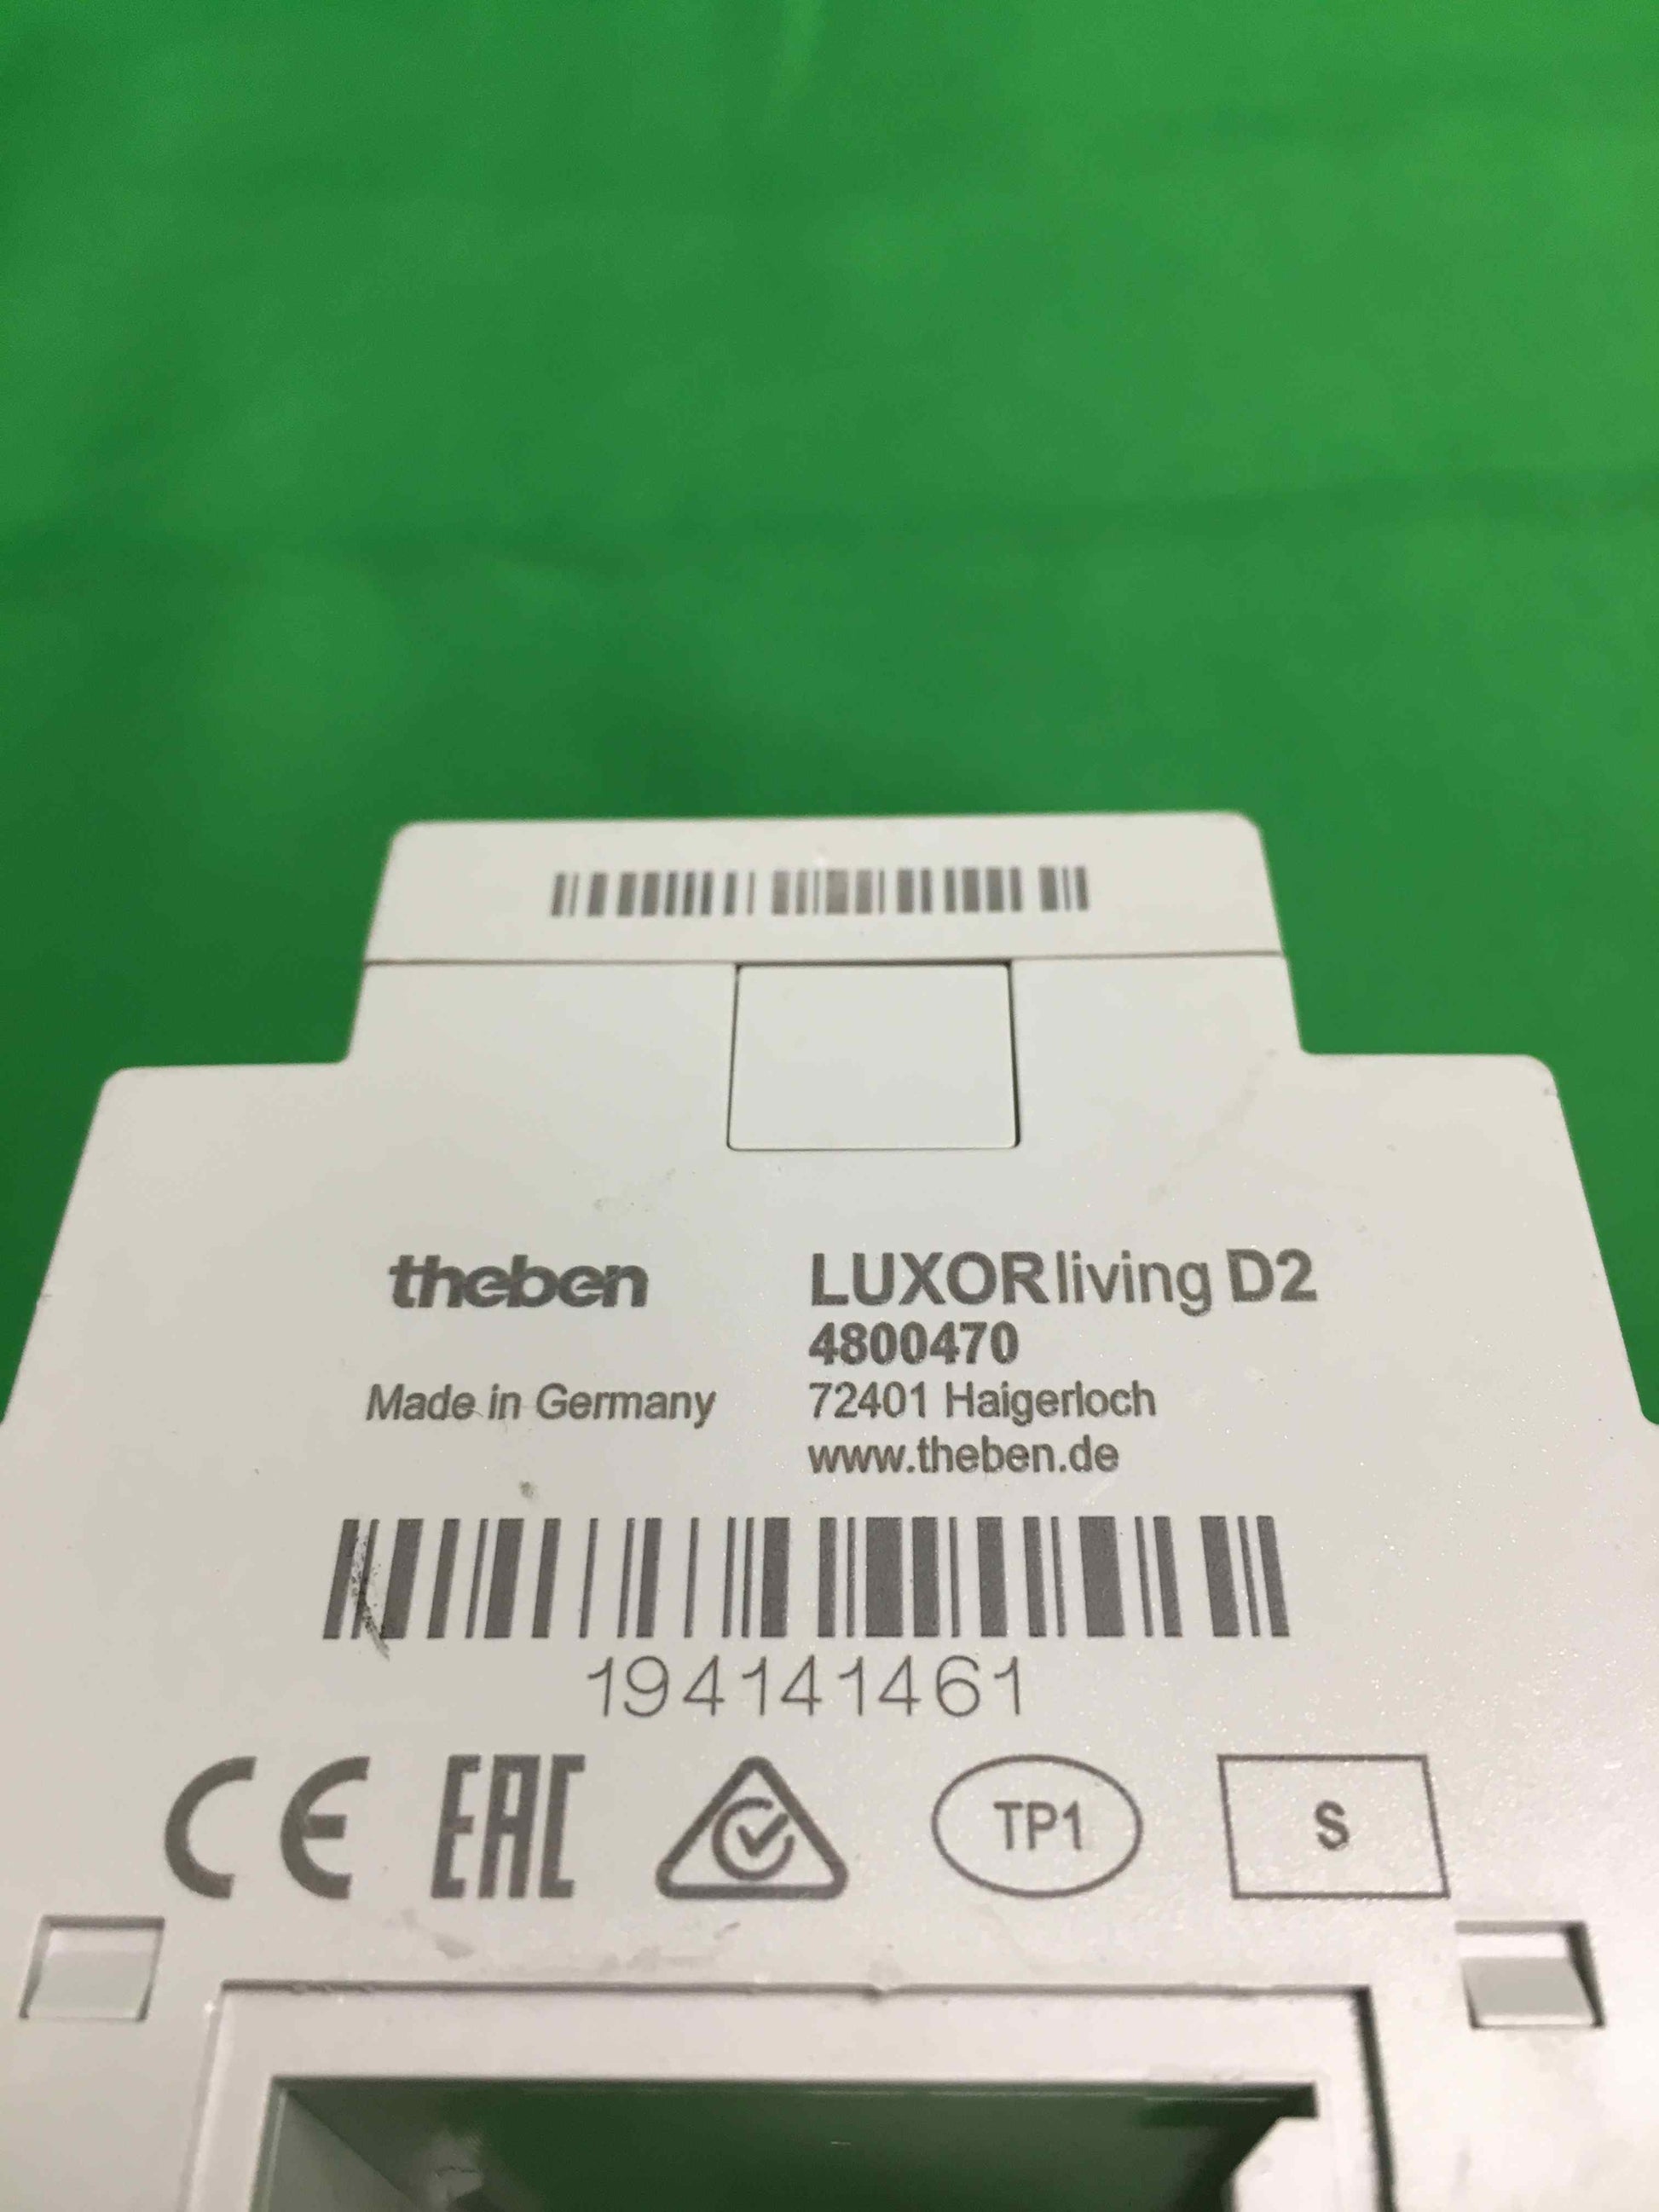 theben LUXORliving D2
4800470
Made in Germany 72401 Haigerloch
www.theben.de
194141461
CE EAC TP1 S